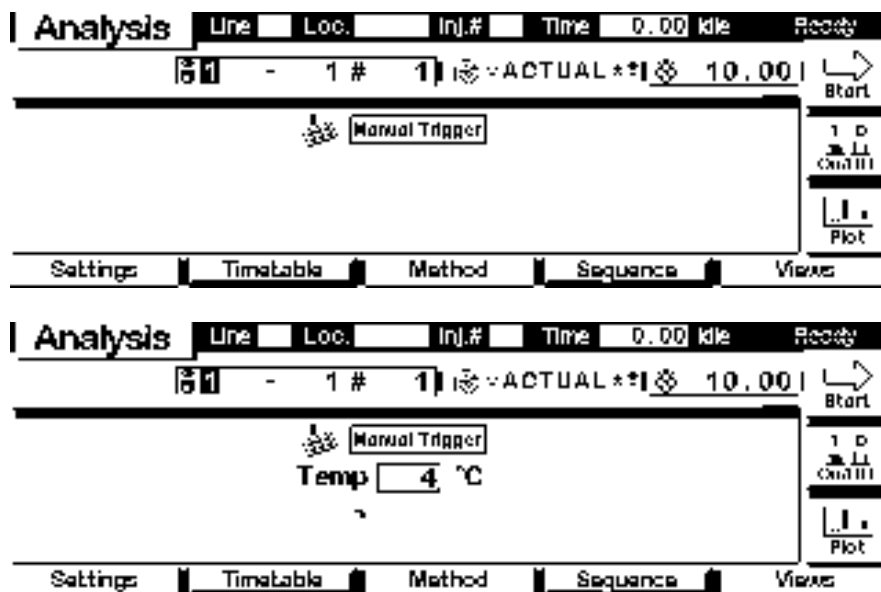 Analysis Line Loc. Inj.# Time 0.00 Idle Ready
1 - 1 # 1 *ACTUAL** 10.00 Start
Manual Trigger
Plot
Settings Timetable Method Sequence Views
Analysis Line Loc. Inj.# Time 0.00 Idle Ready
1 - 1 # 1 *ACTUAL** 10.00 Start
Manual Trigger
Temp 4 °C
Plot
Settings Timetable Method Sequence Views